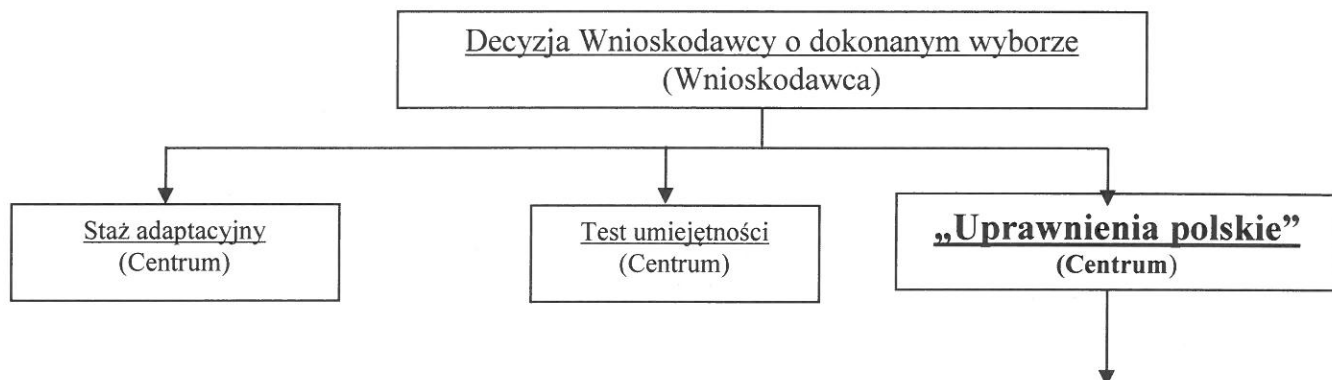 Decyzja Wnioskodawcy o dokonanym wyborze
(Wnioskodawca)
Staż adaptacyjny
(Centrum)
Test umiejętności
(Centrum)
„Uprawnienia polskie”
(Centrum)